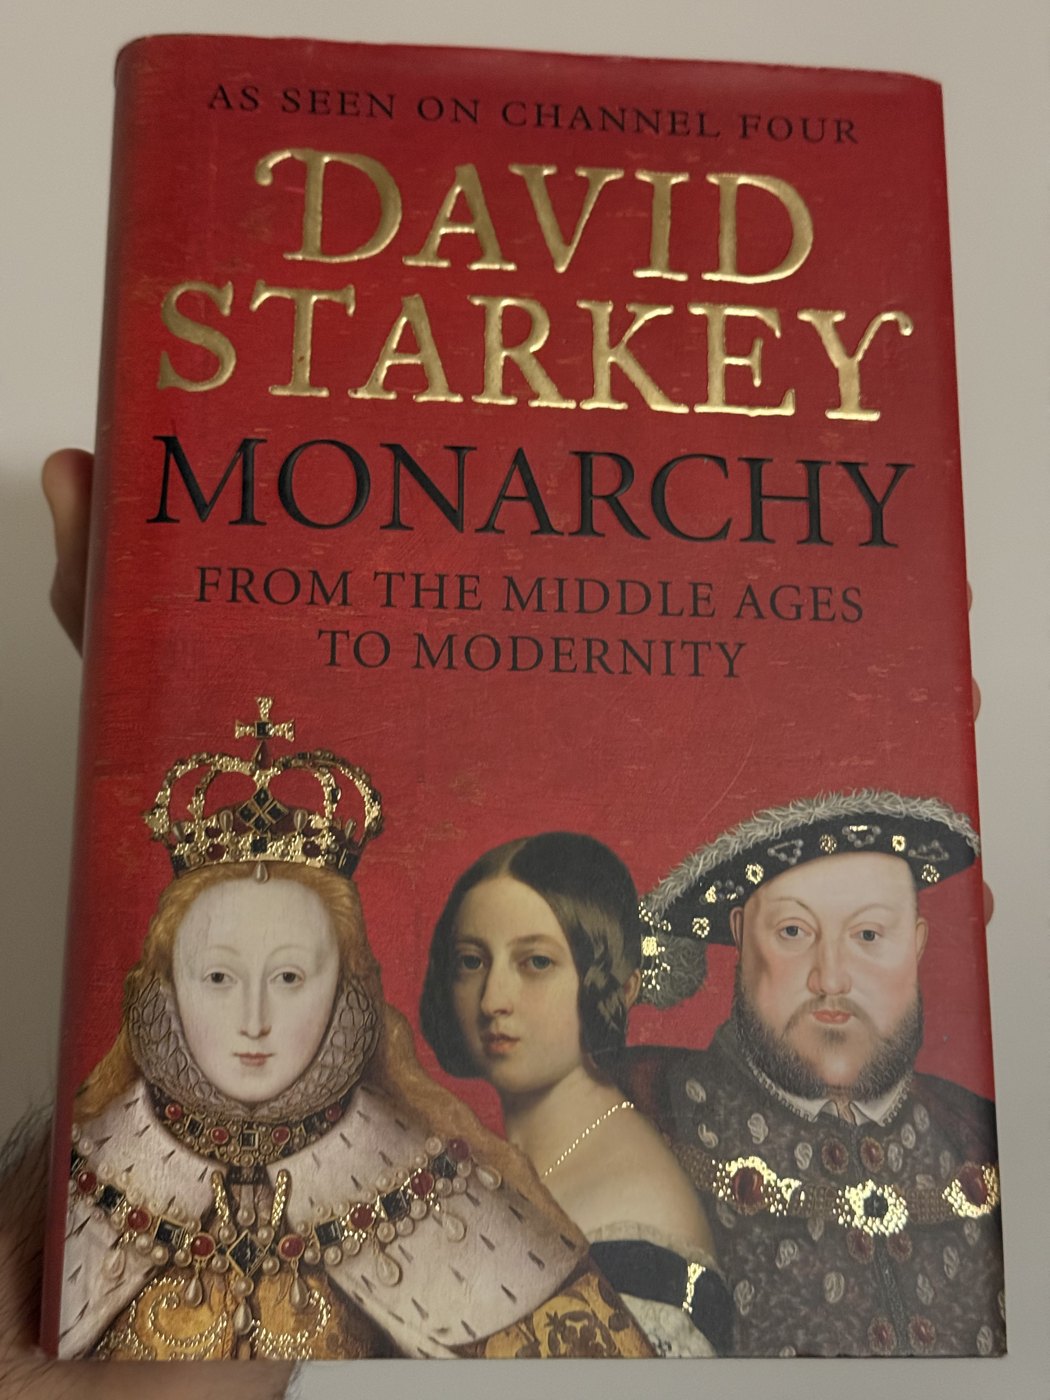 AS SEEN ON CHANNEL FOUR
DAVID
STARKEY
MONARCHY
FROM THE MIDDLE AGES
TO MODERNITY